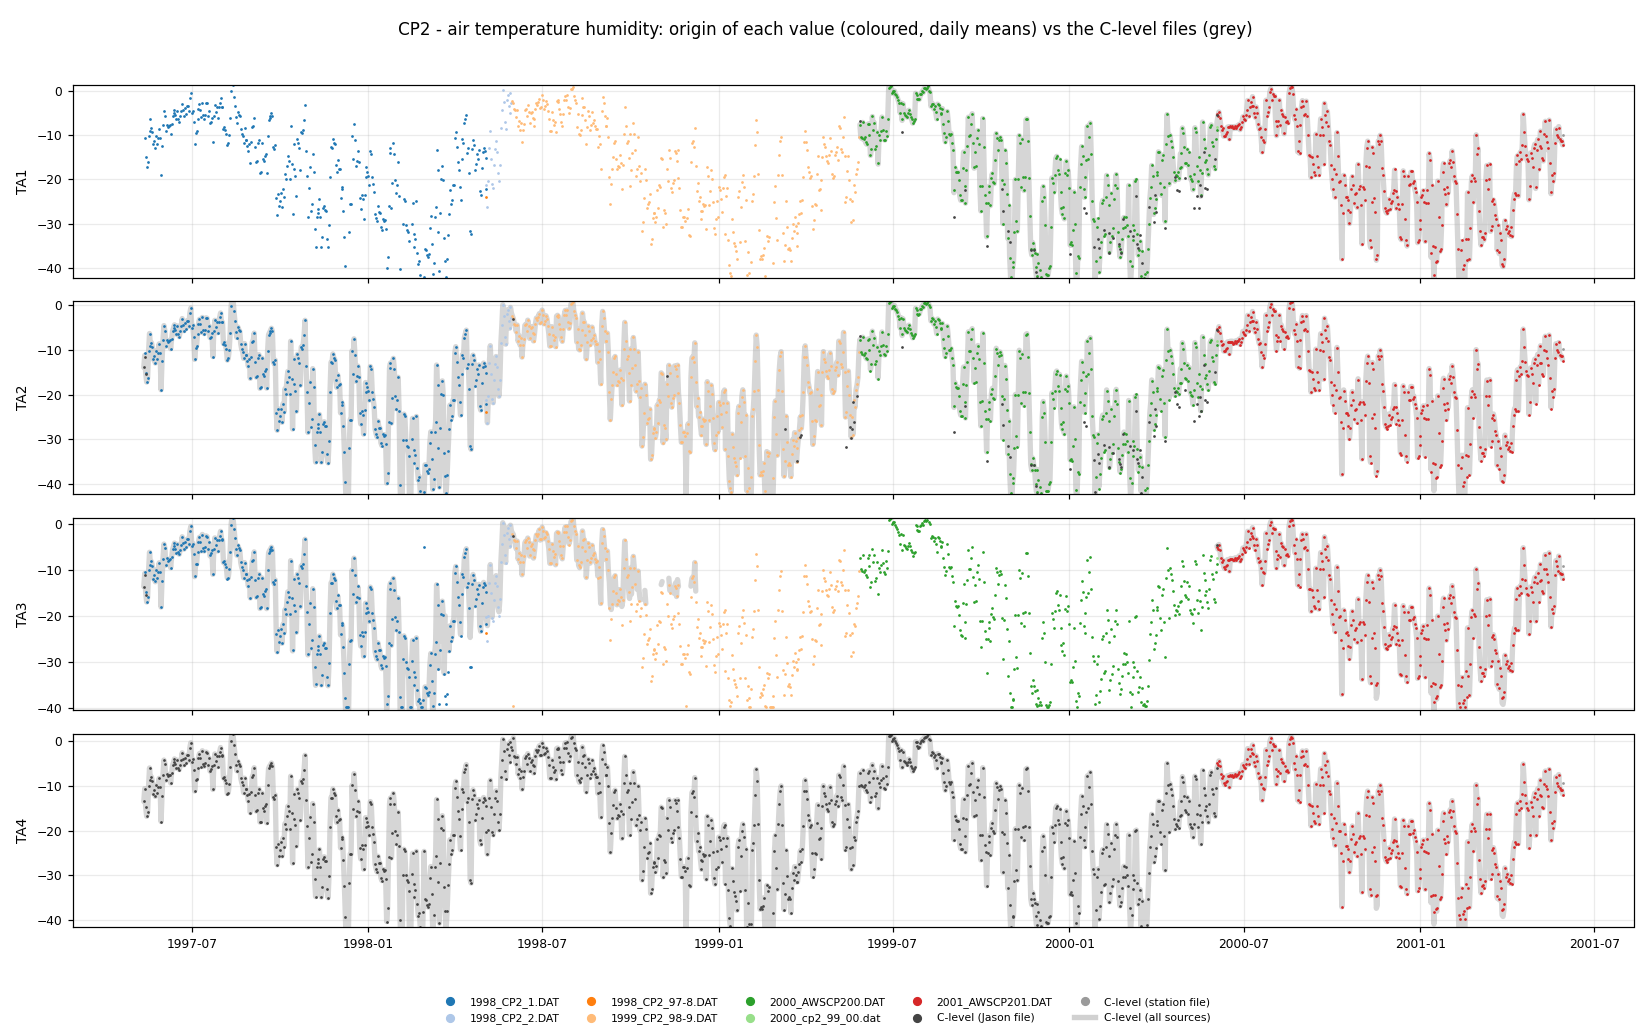 CP2 - air temperature humidity: origin of each value (coloured, daily means) vs the C-level files (grey)
TA1
0
−10
−20
−30
−40
TA2
0
−10
−20
−30
−40
TA3
0
−10
−20
−30
−40
TA4
0
−10
−20
−30
−40
1997-07 1998-01 1998-07 1999-01 1999-07 2000-01 2000-07 2001-01 2001-07
1998_CP2_1.DAT 1998_CP2_97-8.DAT 2000_AWSCP200.DAT 2001_AWSCP201.DAT C-level (station file)
1998_CP2_2.DAT 1999_CP2_98-9.DAT 2000_cp2_99_00.dat C-level (Jason file) C-level (all sources)